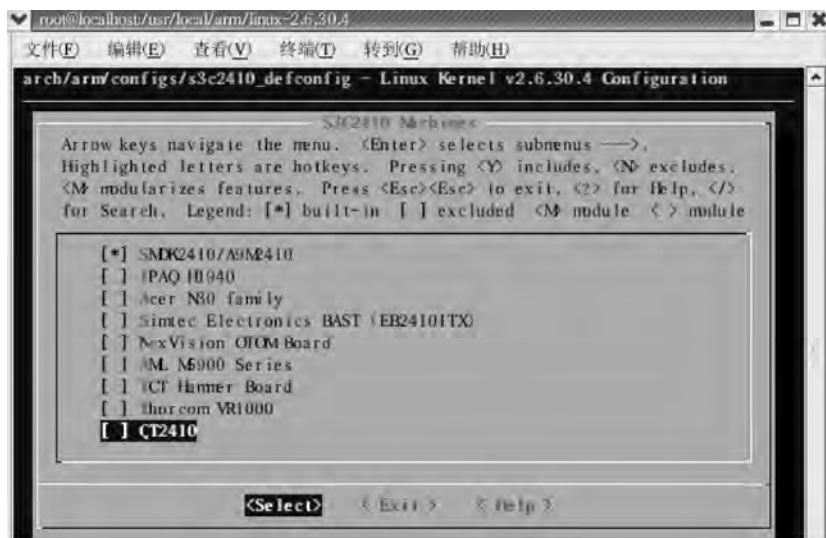 root@localhost:/usr/local/arm/linux-2.6.30.4
文件(F) 编辑(E) 查看(V) 终端(T) 转到(G) 帮助(H)
arch/arm/configs/s3c2410_defconfig - Linux Kernel v2.6.30.4 Configuration
S3C2410 Machines
Arrow keys navigate the menu. <Enter> selects submenus --->.
Highlighted letters are hotkeys. Pressing <Y> includes, <N> excludes,
<M> modularizes features. Press <Esc><Esc> to exit, <?> for Help, </>
for Search. Legend: [*] built-in [ ] excluded <M> module < > module
[*] SMDK2410/A9M2410
[ ] IPAQ H1940
[ ] Acer N30 family
[ ] Simtec Electronics BAST (EB2410ITX)
[ ] NexVision OTOM Board
[ ] AML M5900 Series
[ ] TCT Hammer Board
[ ] Thorcom VR1000
[ ] QT2410
<Select> < Exit > < Help >